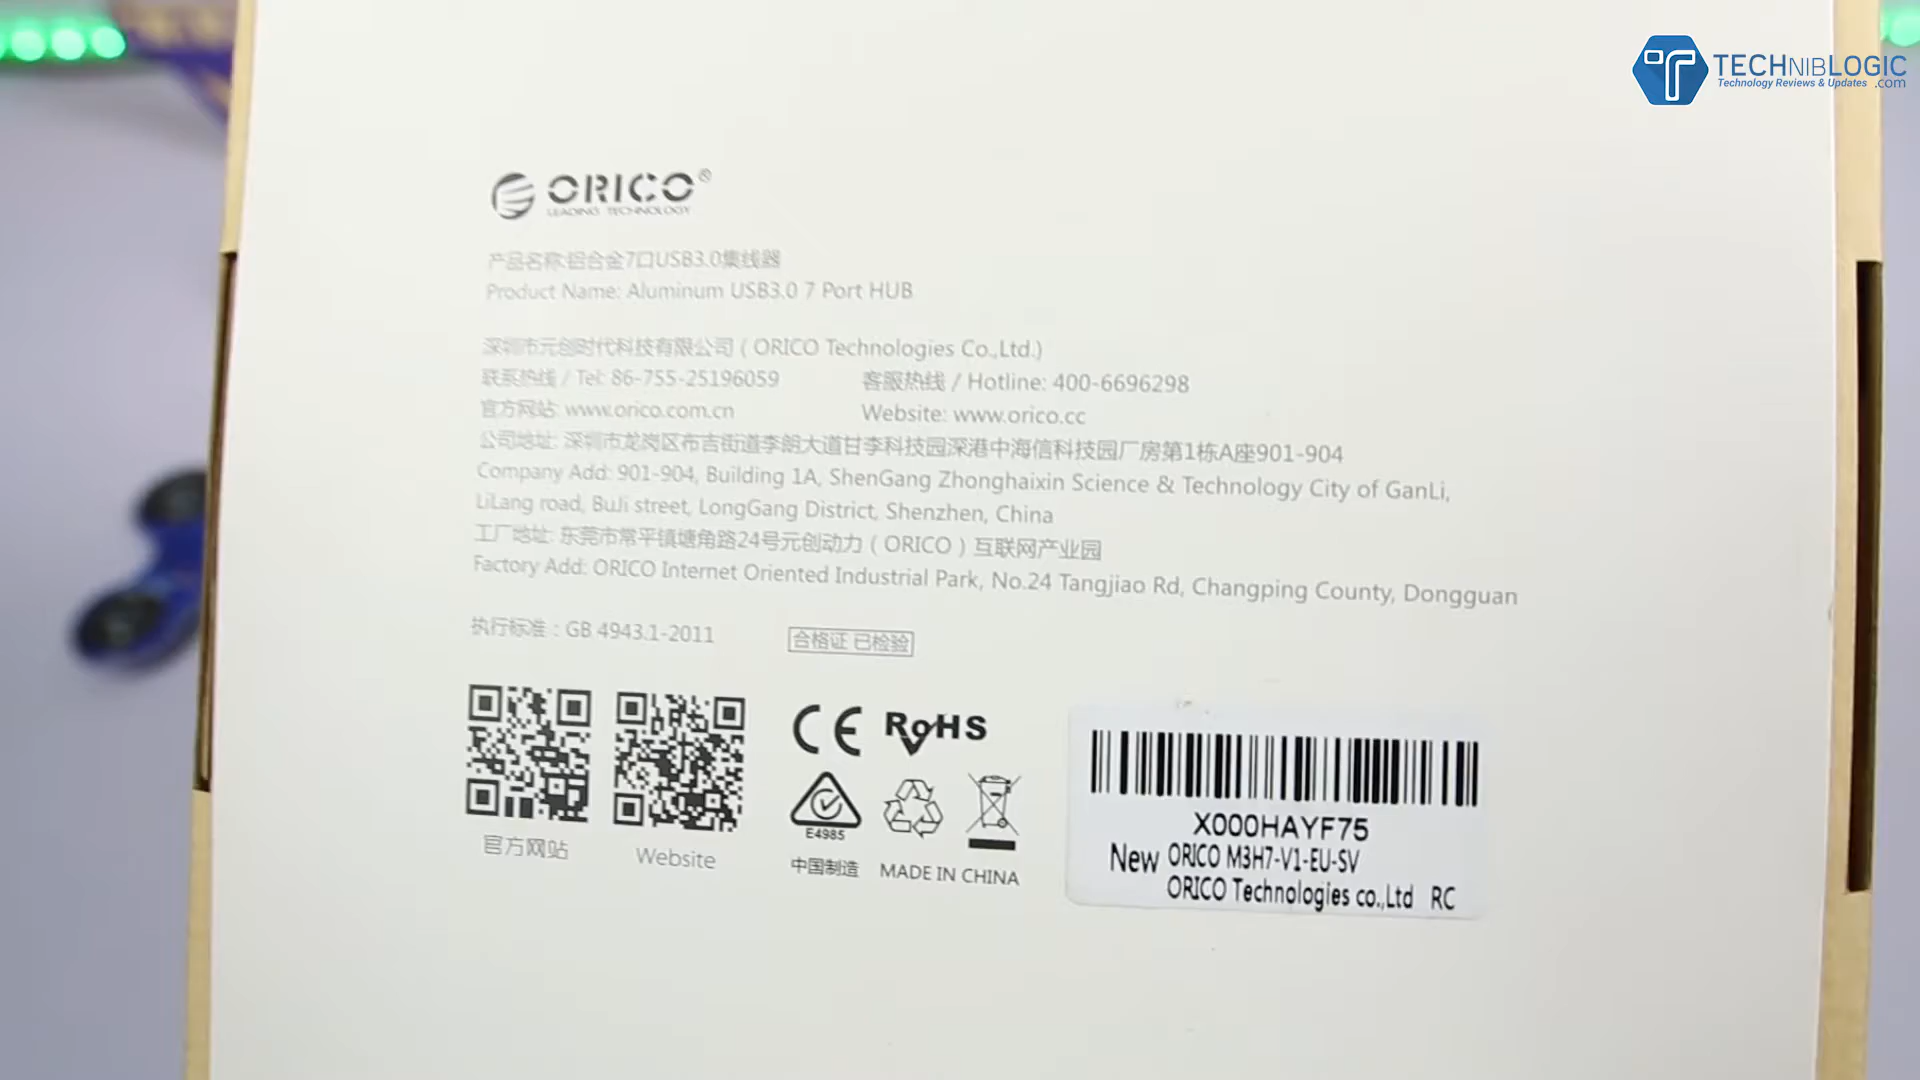 TECHNIBLOGIC
Technology Reviews & Updates .com
ORICO®
LEADING TECHNOLOGY
产品名称:铝合金7口USB3.0集线器
Product Name: Aluminum USB3.0 7 Port HUB
深圳市元创时代科技有限公司 ( ORICO Technologies Co.,Ltd.)
联系热线 / Tel: 86-755-25196059 客服热线 / Hotline: 400-6696298
官方网站: www.orico.com.cn Website: www.orico.cc
公司地址: 深圳市龙岗区布吉街道李朗大道甘李科技园深港中海信科技园厂房第1栋A座901-904
Company Add: 901-904, Building 1A, ShenGang Zhonghaixin Science & Technology City of GanLi,
LiLang road, BuJi street, LongGang District, Shenzhen, China
工厂地址: 东莞市常平镇塘角路24号元创动力 ( ORICO ) 互联网产业园
Factory Add: ORICO Internet Oriented Industrial Park, No.24 Tangjiao Rd, Changping County, Dongguan
执行标准 : GB 4943.1-2011 合格证 已检验
CE RoHS
E4985
官方网站 Website 中国制造 MADE IN CHINA
X000HAYF75
New ORICO M3H7-V1-EU-SV
ORICO Technologies co.,Ltd RC